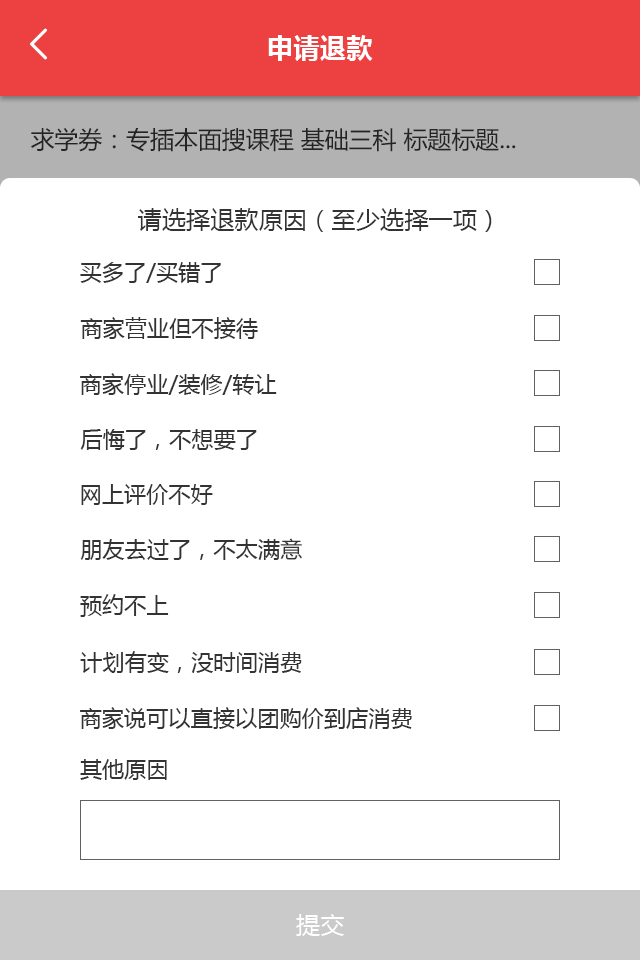 申请退款
求学券：专插本面搜课程 基础三科 标题标题...
请选择退款原因（至少选择一项）
买多了/买错了
商家营业但不接待
商家停业/装修/转让
后悔了，不想要了
网上评价不好
朋友去过了，不太满意
预约不上
计划有变，没时间消费
商家说可以直接以团购价到店消费
其他原因
提交